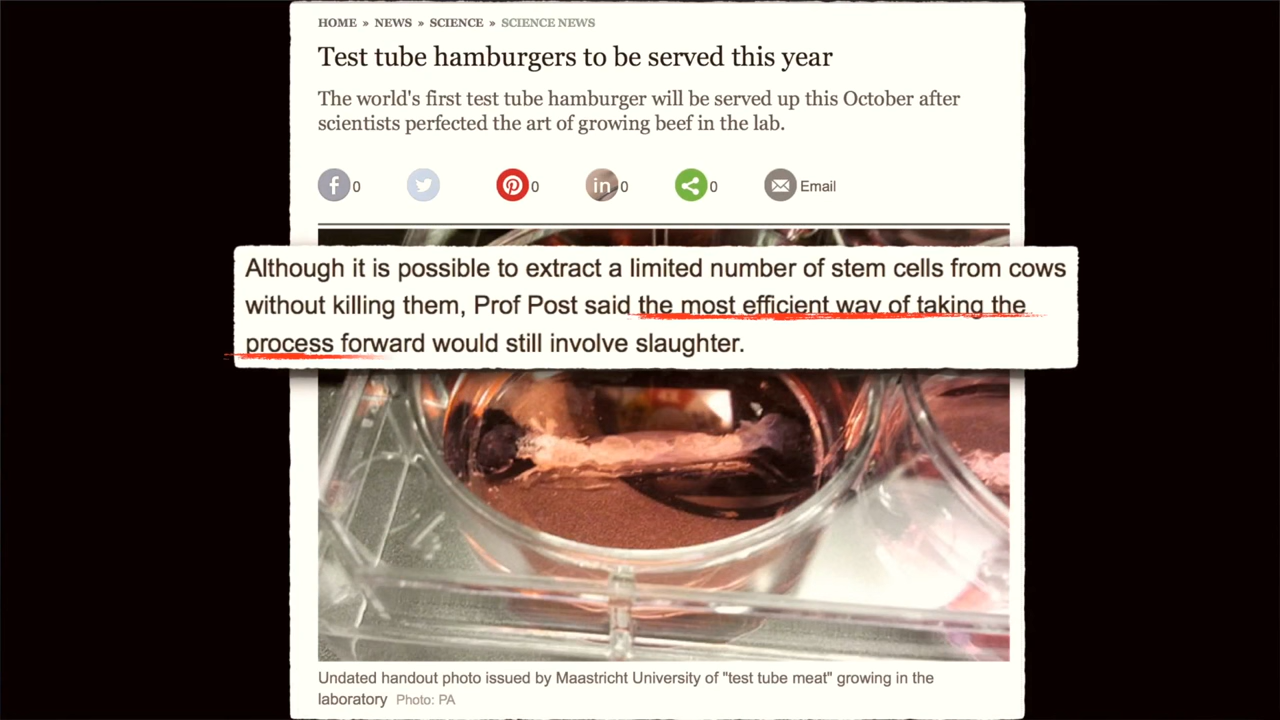 HOME » NEWS » SCIENCE » SCIENCE NEWS
Test tube hamburgers to be served this year
The world's first test tube hamburger will be served up this October after
scientists perfected the art of growing beef in the lab.
f 0 in 0 0 0 Email
Although it is possible to extract a limited number of stem cells from cows
without killing them, Prof Post said the most efficient way of taking the
process forward would still involve slaughter.
Undated handout photo issued by Maastricht University of "test tube meat" growing in the
laboratory Photo: PA